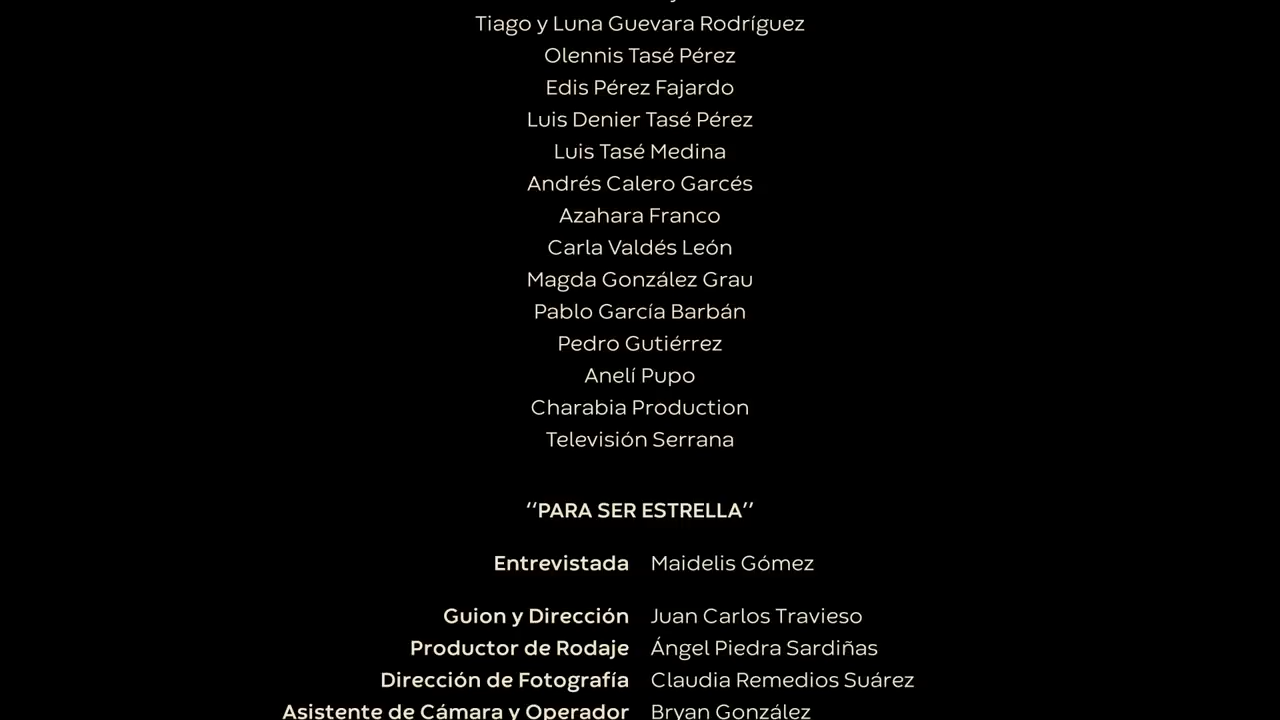 Tiago y Luna Guevara Rodríguez
Olennis Tasé Pérez
Edis Pérez Fajardo
Luis Denier Tasé Pérez
Luis Tasé Medina
Andrés Calero Garcés
Azahara Franco
Carla Valdés León
Magda González Grau
Pablo García Barbán
Pedro Gutiérrez
Anelí Pupo
Charabia Production
Televisión Serrana
‘‘PARA SER ESTRELLA’’
Entrevistada Maidelis Gómez
Guion y Dirección Juan Carlos Travieso
Productor de Rodaje Ángel Piedra Sardiñas
Dirección de Fotografía Claudia Remedios Suárez
Asistente de Cámara y Operador Bryan González